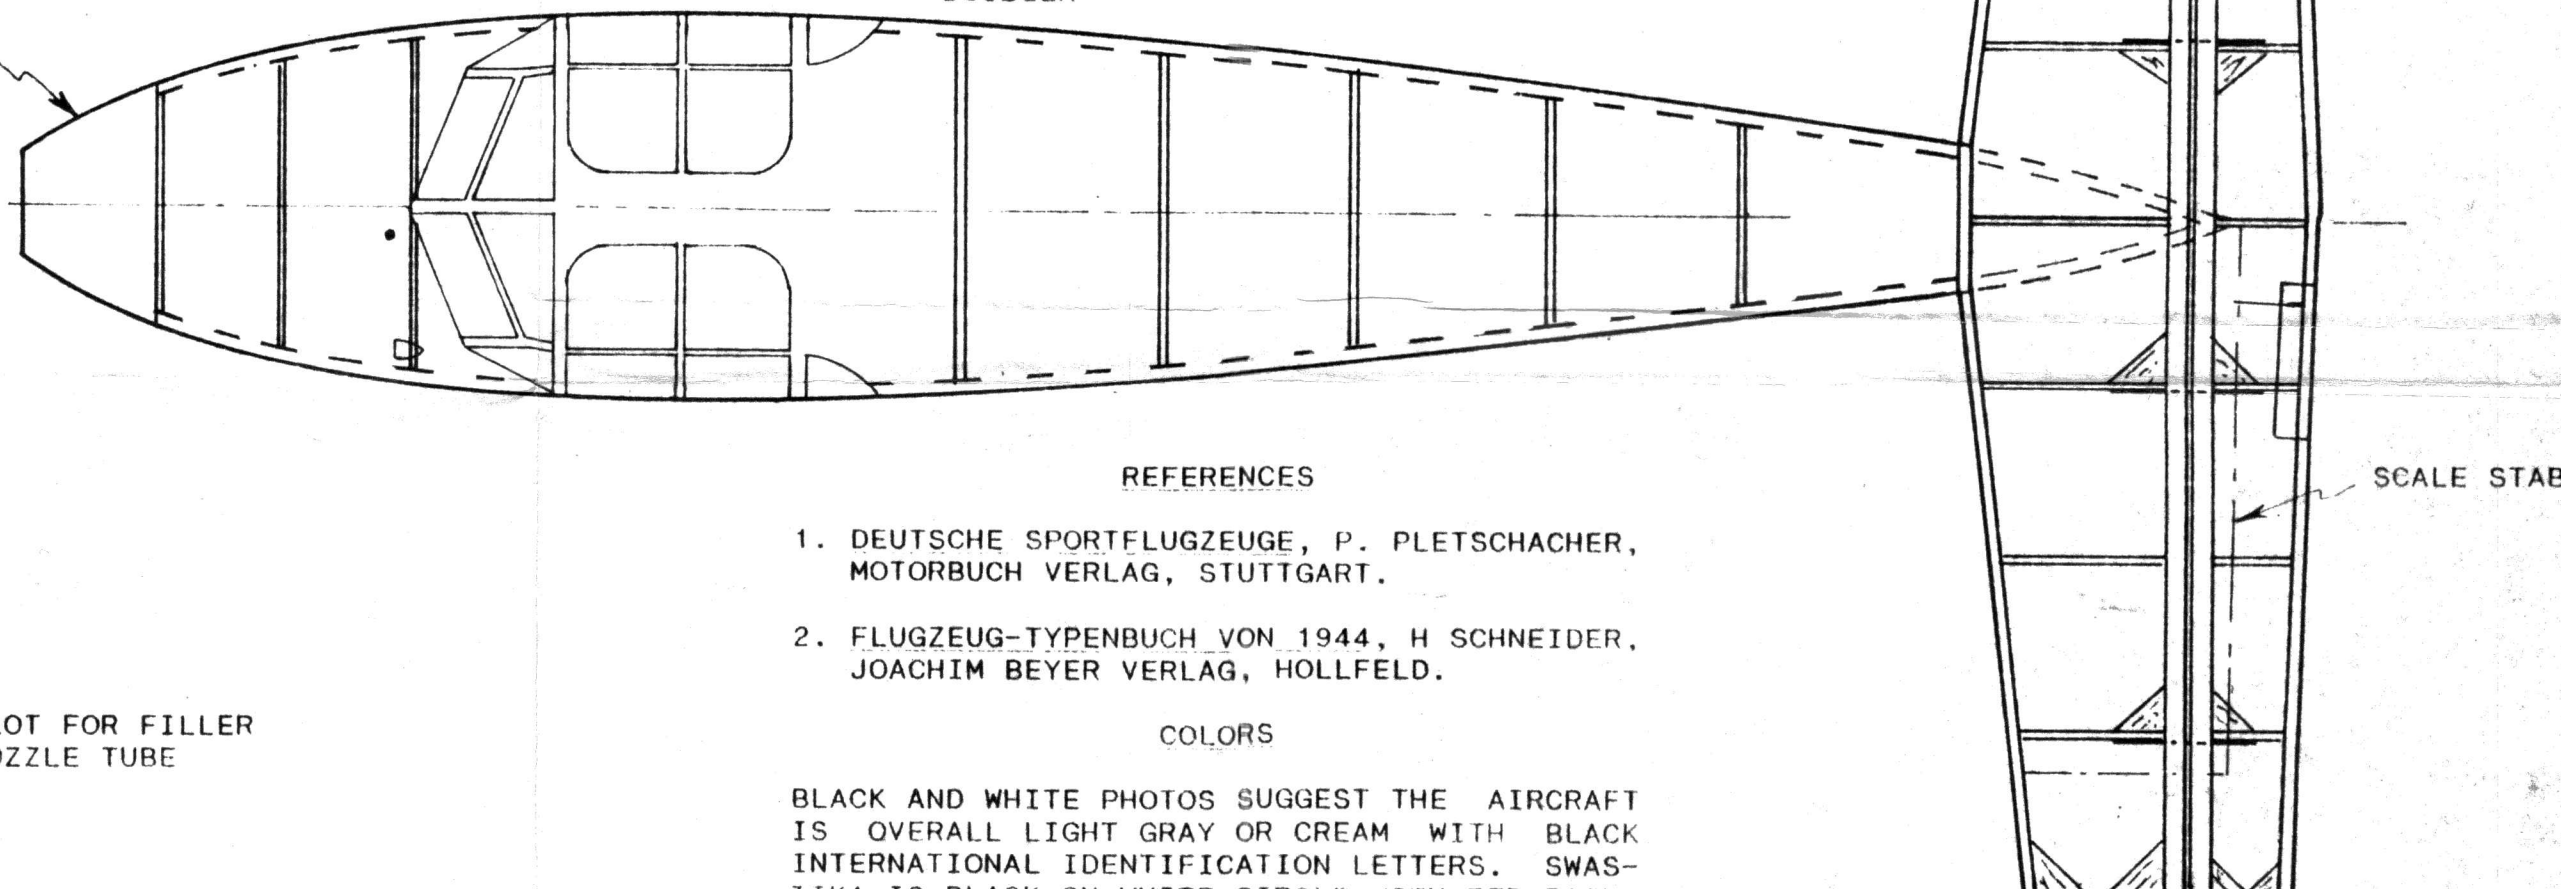 REFERENCES
1. DEUTSCHE SPORTFLUGZEUGE, P. PLETSCHACHER,
MOTORBUCH VERLAG, STUTTGART.
2. FLUGZEUG-TYPENBUCH VON 1944, H SCHNEIDER,
JOACHIM BEYER VERLAG, HOLLFELD.
COLORS
BLACK AND WHITE PHOTOS SUGGEST THE AIRCRAFT
IS OVERALL LIGHT GRAY OR CREAM WITH BLACK
INTERNATIONAL IDENTIFICATION LETTERS. SWAS-
SCALE STAB
LOT FOR FILLER
OZZLE TUBE